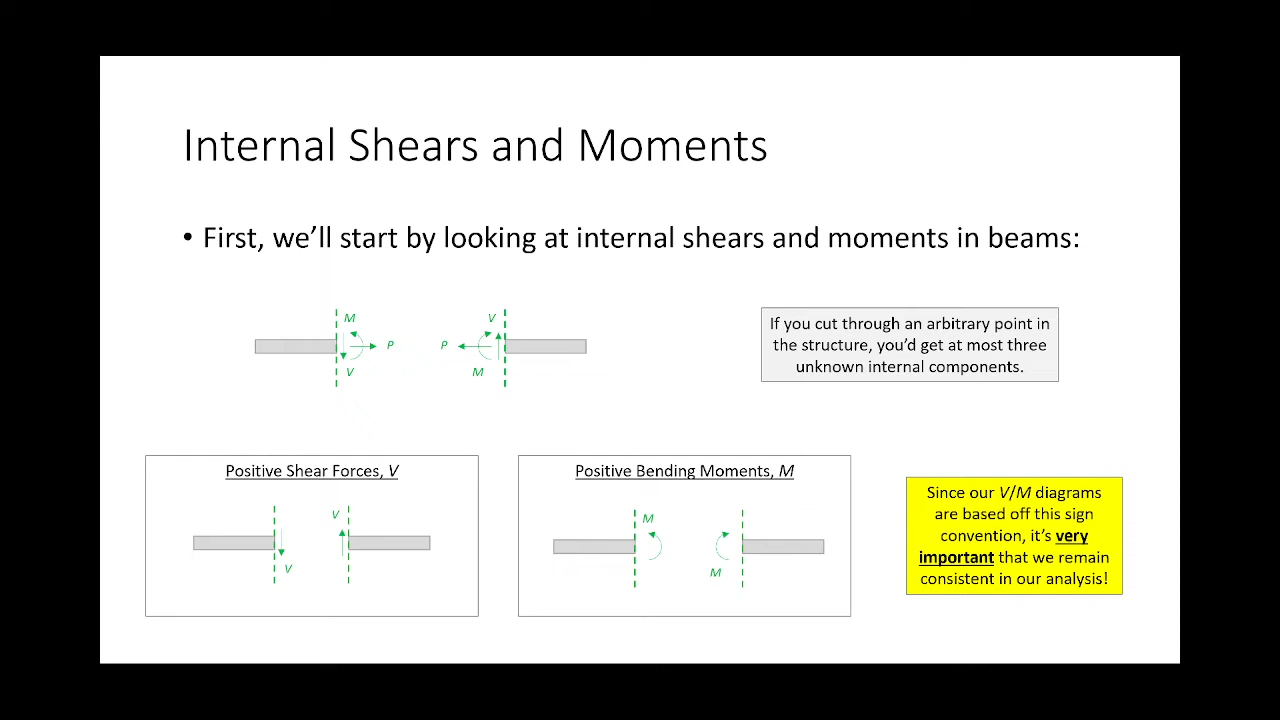 Internal Shears and Moments
• First, we’ll start by looking at internal shears and moments in beams:
M
V
P
P
V
M
If you cut through an arbitrary point in
the structure, you’d get at most three
unknown internal components.
Positive Shear Forces, V
V
V
Positive Bending Moments, M
M
M
Since our V/M diagrams
are based off this sign
convention, it’s very
important that we remain
consistent in our analysis!